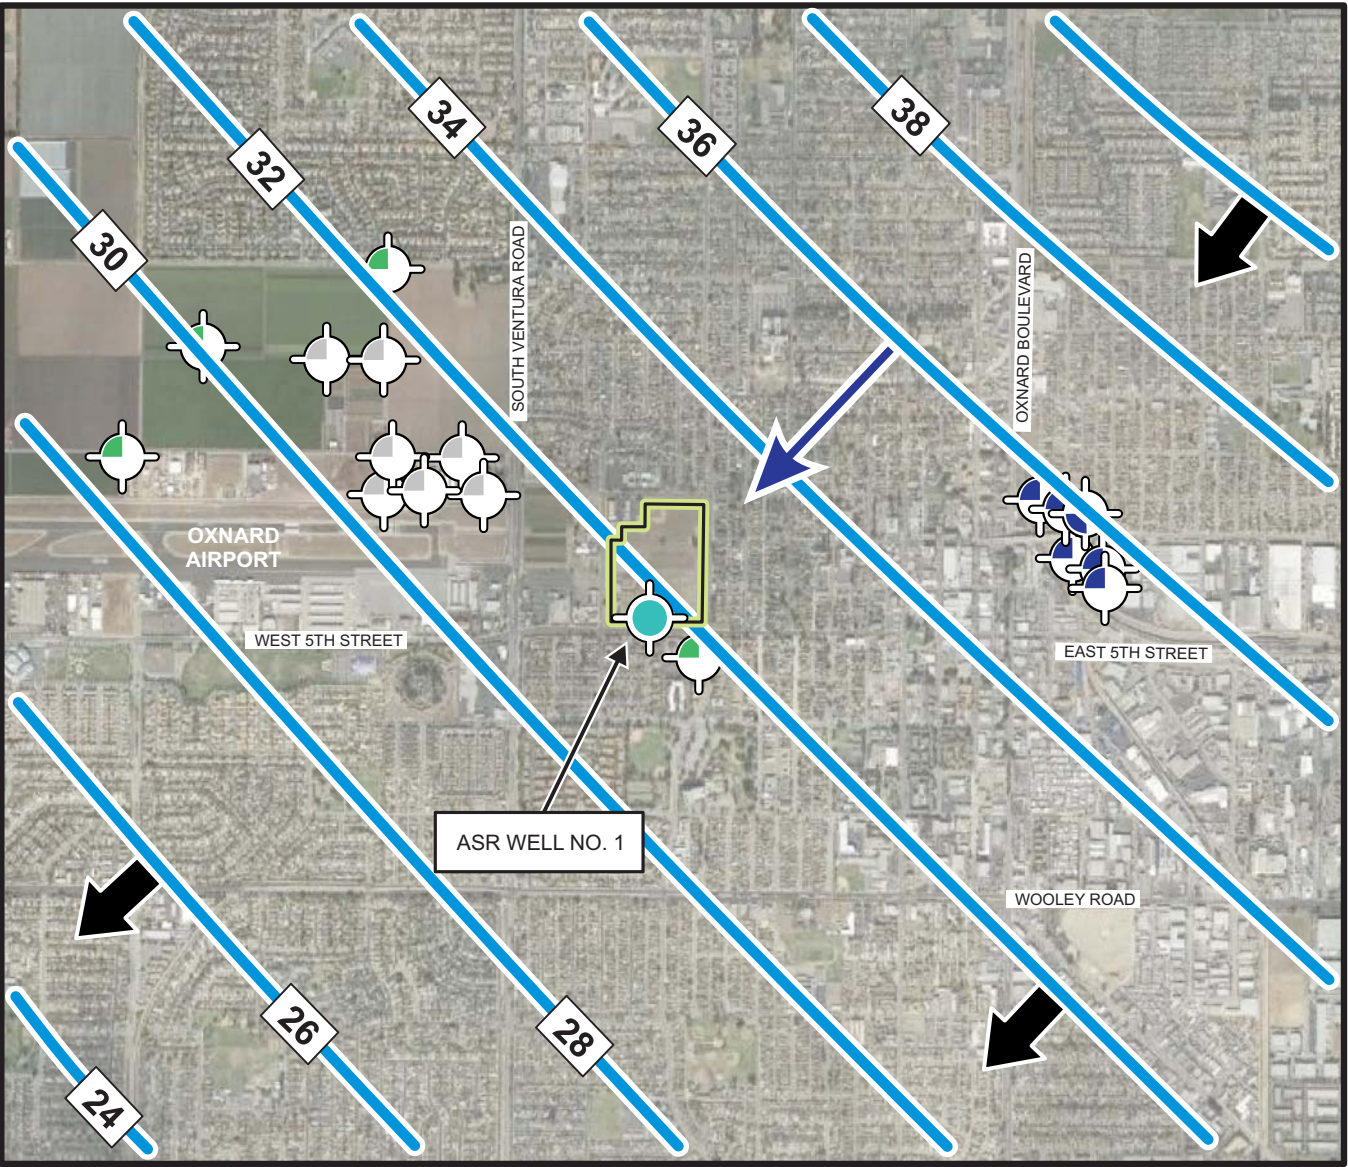 38
34
36
32
30
SOUTH VENTURA ROAD
OXNARD BOULEVARD
OXNARD
AIRPORT
WEST 5TH STREET
EAST 5TH STREET
ASR WELL NO. 1
WOOLEY ROAD
26
28
24